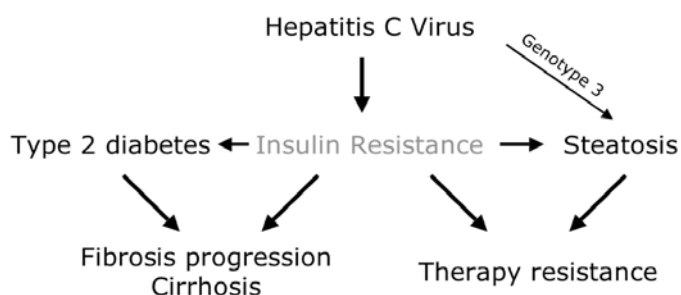 Hepatitis C Virus
Genotype 3
Type 2 diabetes Insulin Resistance Steatosis
Fibrosis progression
Cirrhosis
Therapy resistance